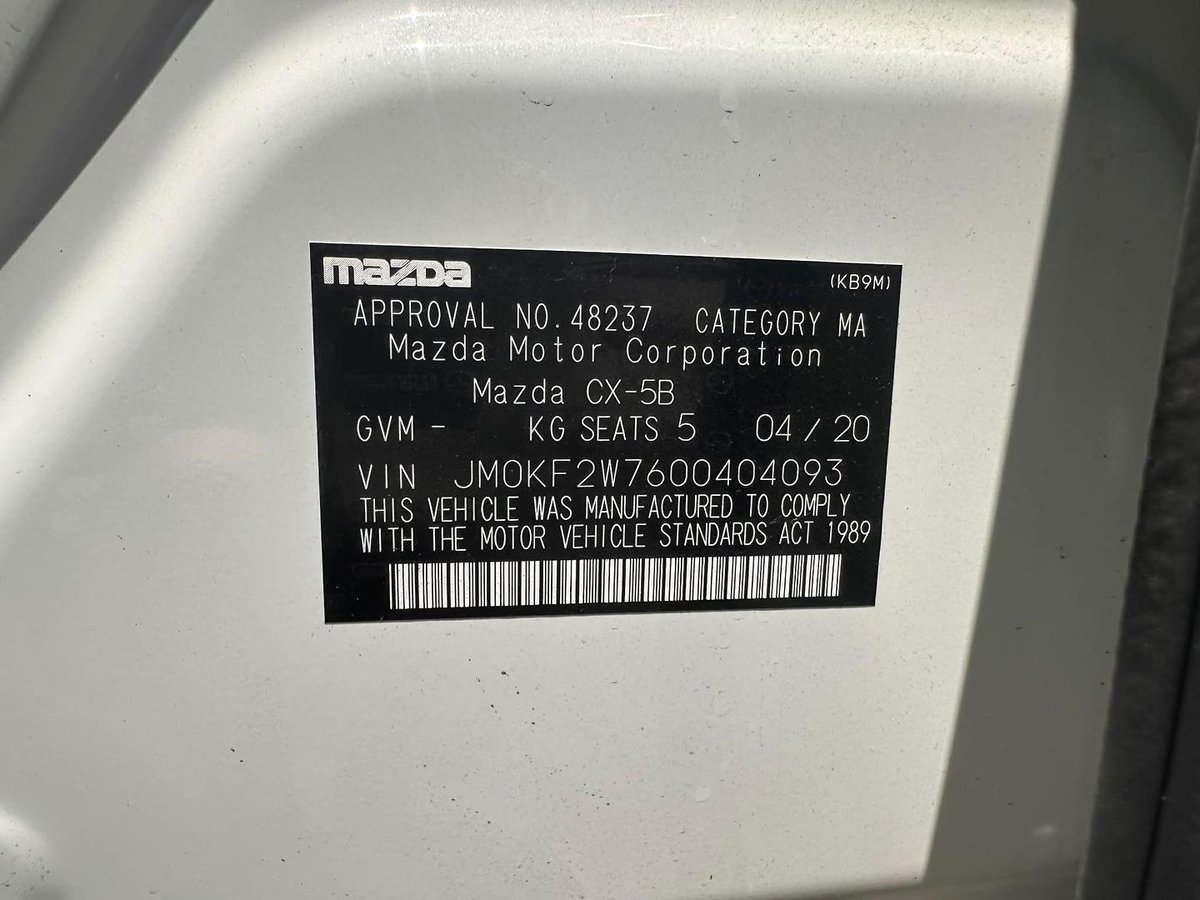 mazda (KB9M)
APPROVAL NO. 48237 CATEGORY MA
Mazda Motor Corporation
Mazda CX-5B
GVM - KG SEATS 5 04 / 20
VIN JM0KF2W7600404093
THIS VEHICLE WAS MANUFACTURED TO COMPLY
WITH THE MOTOR VEHICLE STANDARDS ACT 1989